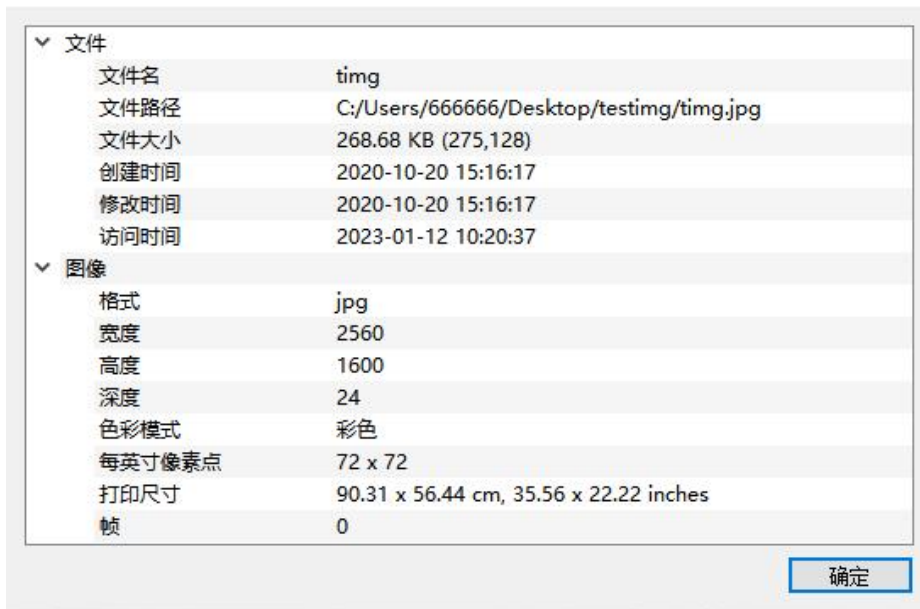 文件
文件名 timg
文件路径 C:/Users/666666/Desktop/testimg/timg.jpg
文件大小 268.68 KB (275,128)
创建时间 2020-10-20 15:16:17
修改时间 2020-10-20 15:16:17
访问时间 2023-01-12 10:20:37
图像
格式 jpg
宽度 2560
高度 1600
深度 24
色彩模式 彩色
每英寸像素点 72 x 72
打印尺寸 90.31 x 56.44 cm, 35.56 x 22.22 inches
帧 0
确定